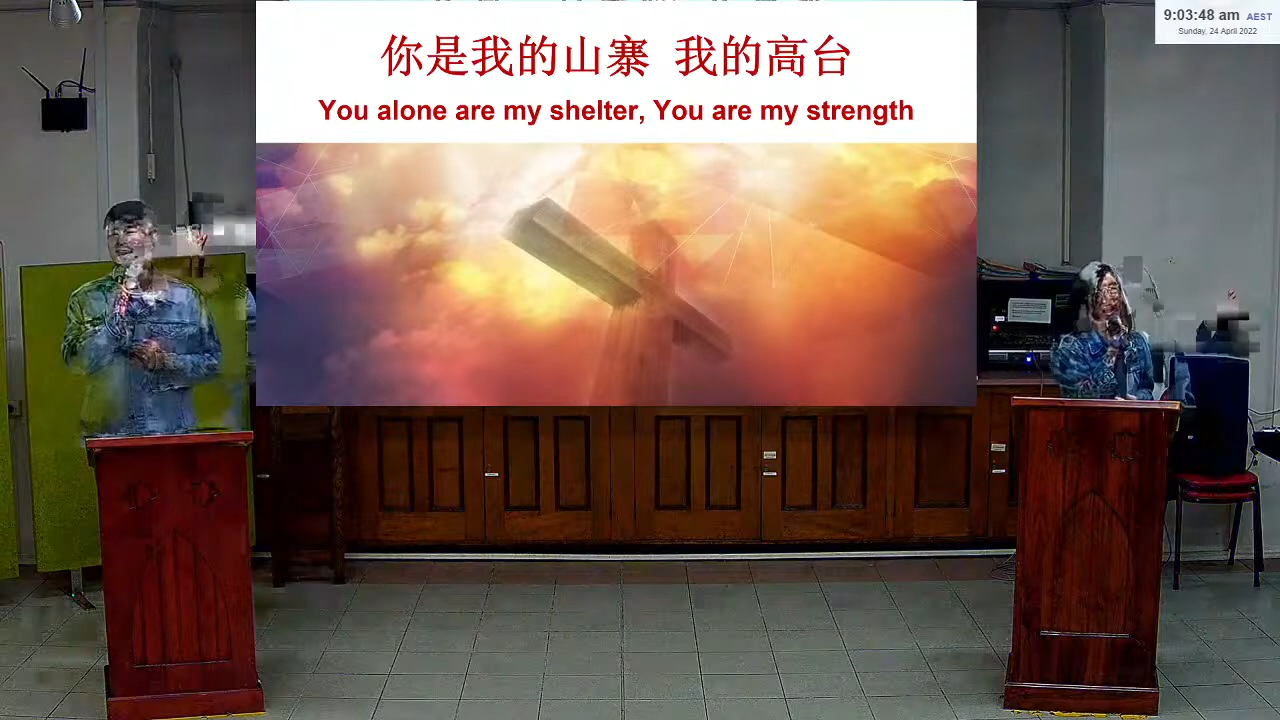 9:03:48 am AEST
Sunday, 24 April 2022
你是我的山寨 我的高台
You alone are my shelter, You are my strength